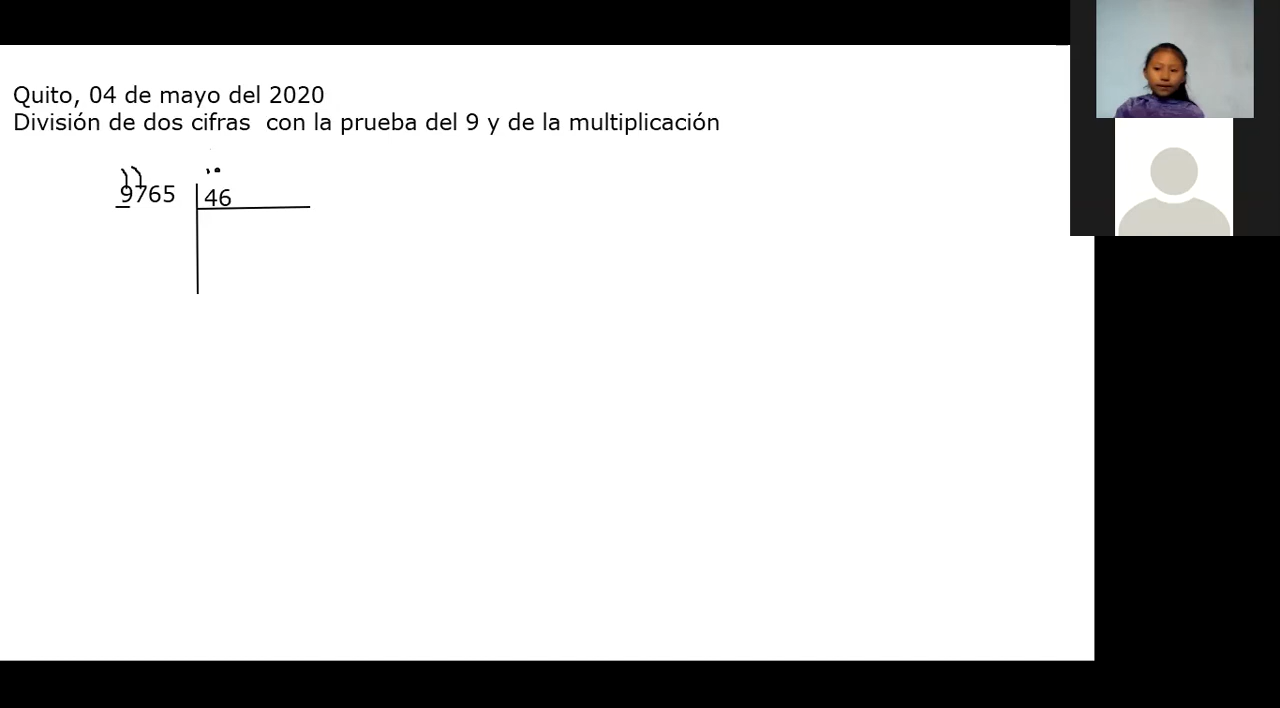 Quito, 04 de mayo del 2020
División de dos cifras  con la prueba del 9 y de la multiplicación
9765 46